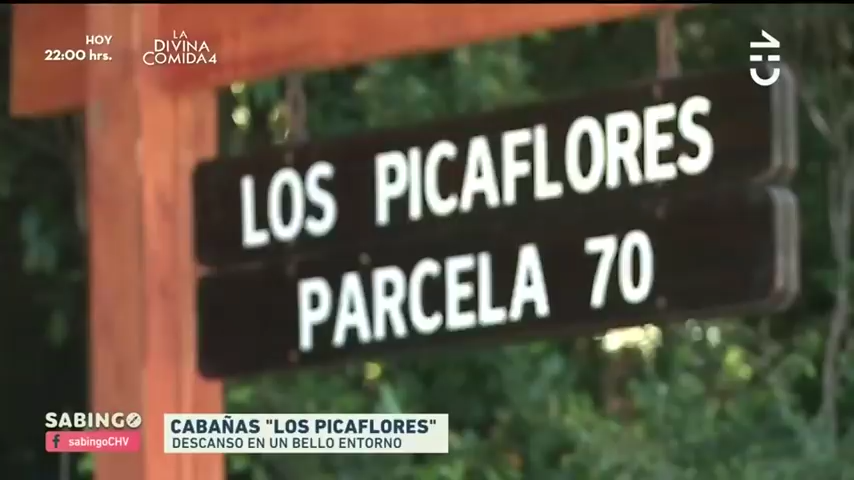 HOY
22:00 hrs.
LA
DIVINA
COMIDA4
CHV
LOS PICAFLORES
PARCELA 70
SABINGO
f sabingoCHV
CABAÑAS "LOS PICAFLORES"
DESCANSO EN UN BELLO ENTORNO